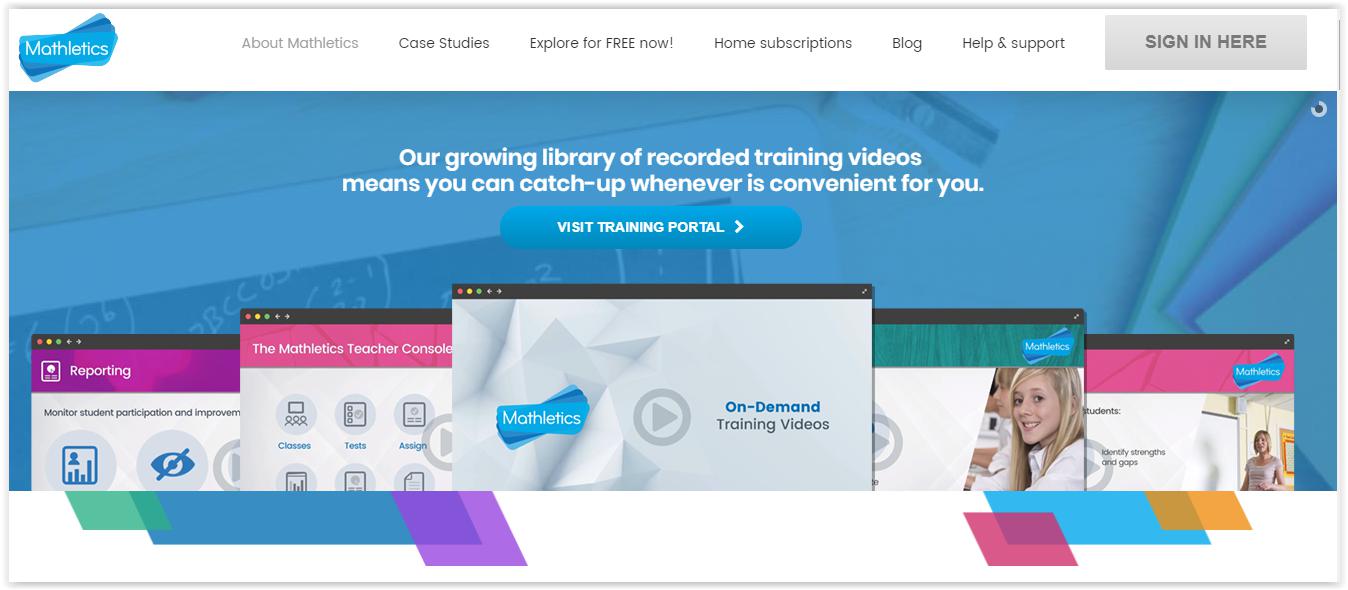 Mathletics
About Mathletics
Case Studies
Explore for FREE now!
Home subscriptions
Blog
Help & support
SIGN IN HERE
Our growing library of recorded training videos
means you can catch-up whenever is convenient for you.
VISIT TRAINING PORTAL
Reporting
Monitor student participation and improvem
The Mathletics Teacher Console
Classes
Tests
Assign
Mathletics
On-Demand
Training Videos
Mathletics
Mathletics
students:
Identify strengths
and gaps